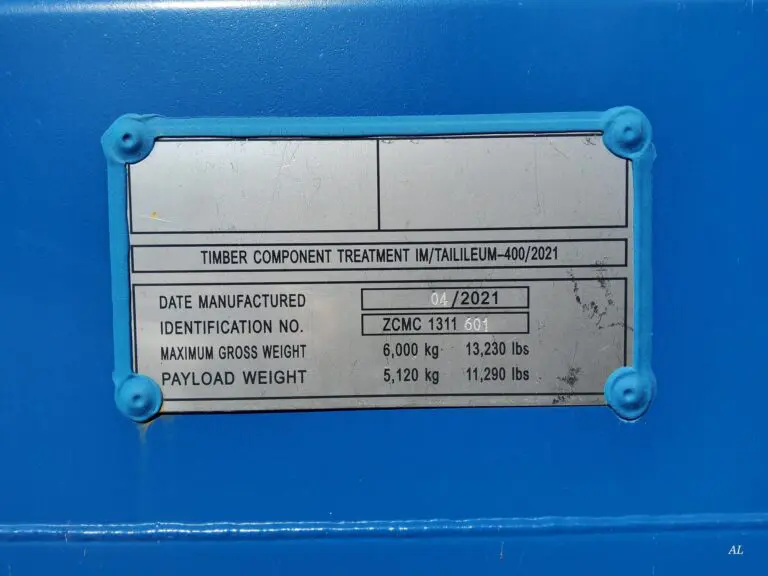 TIMBER COMPONENT TREATMENT IM/TAILILEUM-400/2021
DATE MANUFACTURED 04/2021
IDENTIFICATION NO. ZCMC 1311 601
MAXIMUM GROSS WEIGHT 6,000 kg 13,230 lbs
PAYLOAD WEIGHT 5,120 kg 11,290 lbs
AL